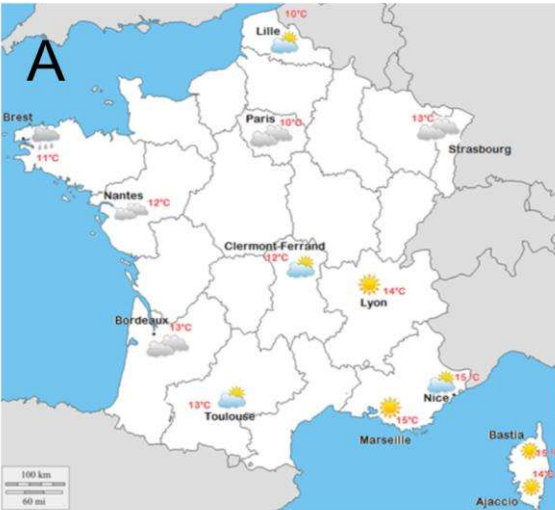 10°C
Lille
A
Paris 10°C
13°C
Brest
11°C
Strasbourg
Nantes
12°C
Clermont-Ferrand
12°C
14°C
Lyon
Bordeaux 13°C
15°C
13°C
Nice
Toulouse
15°C
Marseille
Bastia
14°C
Ajaccio
100 km
60 mi